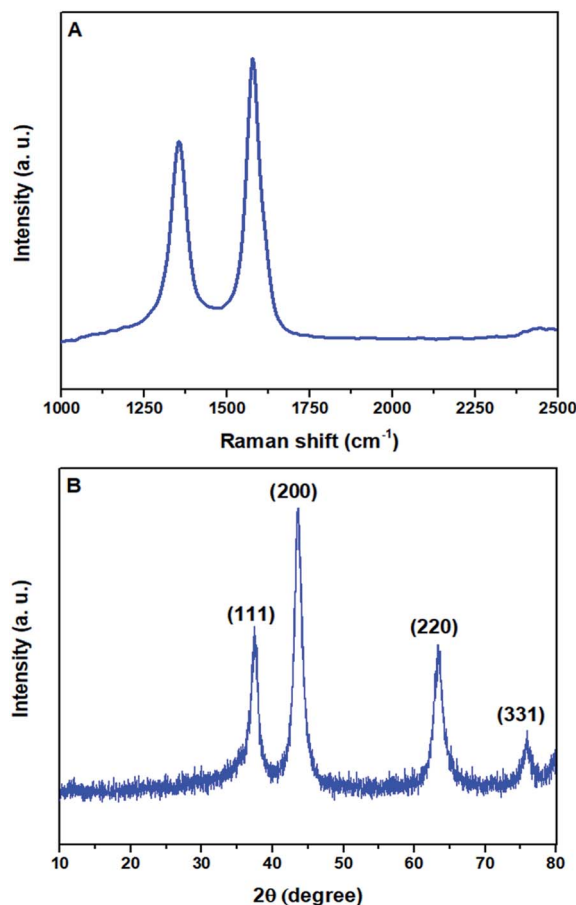 A
Intensity (a. u.)
1000 1250 1500 1750 2000 2250 2500
Raman shift (cm⁻¹)
B
(200)
(111)
(220)
(331)
Intensity (a. u.)
10 20 30 40 50 60 70 80
2θ (degree)